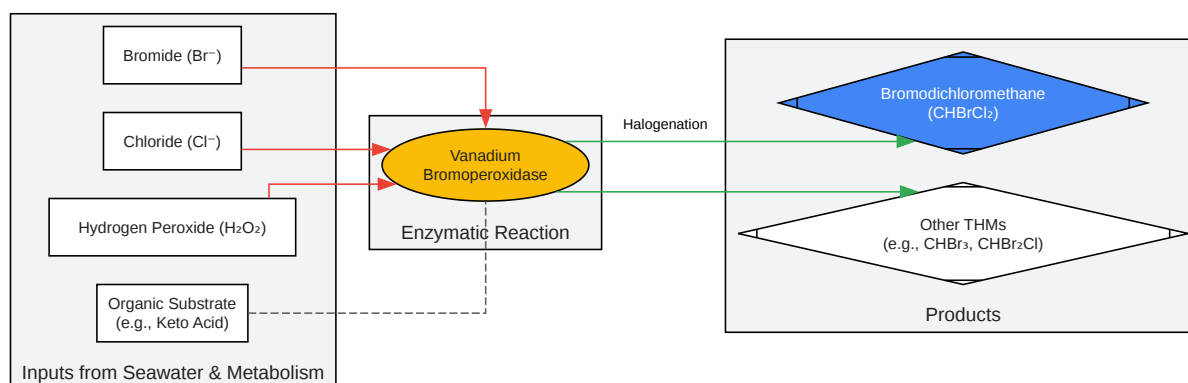 Bromide (Br⁻)
Chloride (Cl⁻)
Hydrogen Peroxide (H₂O₂)
Organic Substrate
(e.g., Keto Acid)
Inputs from Seawater & Metabolism
Vanadium
Bromoperoxidase
Enzymatic Reaction
Halogenation
Bromodichloromethane
(CHBrCl₂)
Other THMs
(e.g., CHBr₃, CHBr₂Cl)
Products